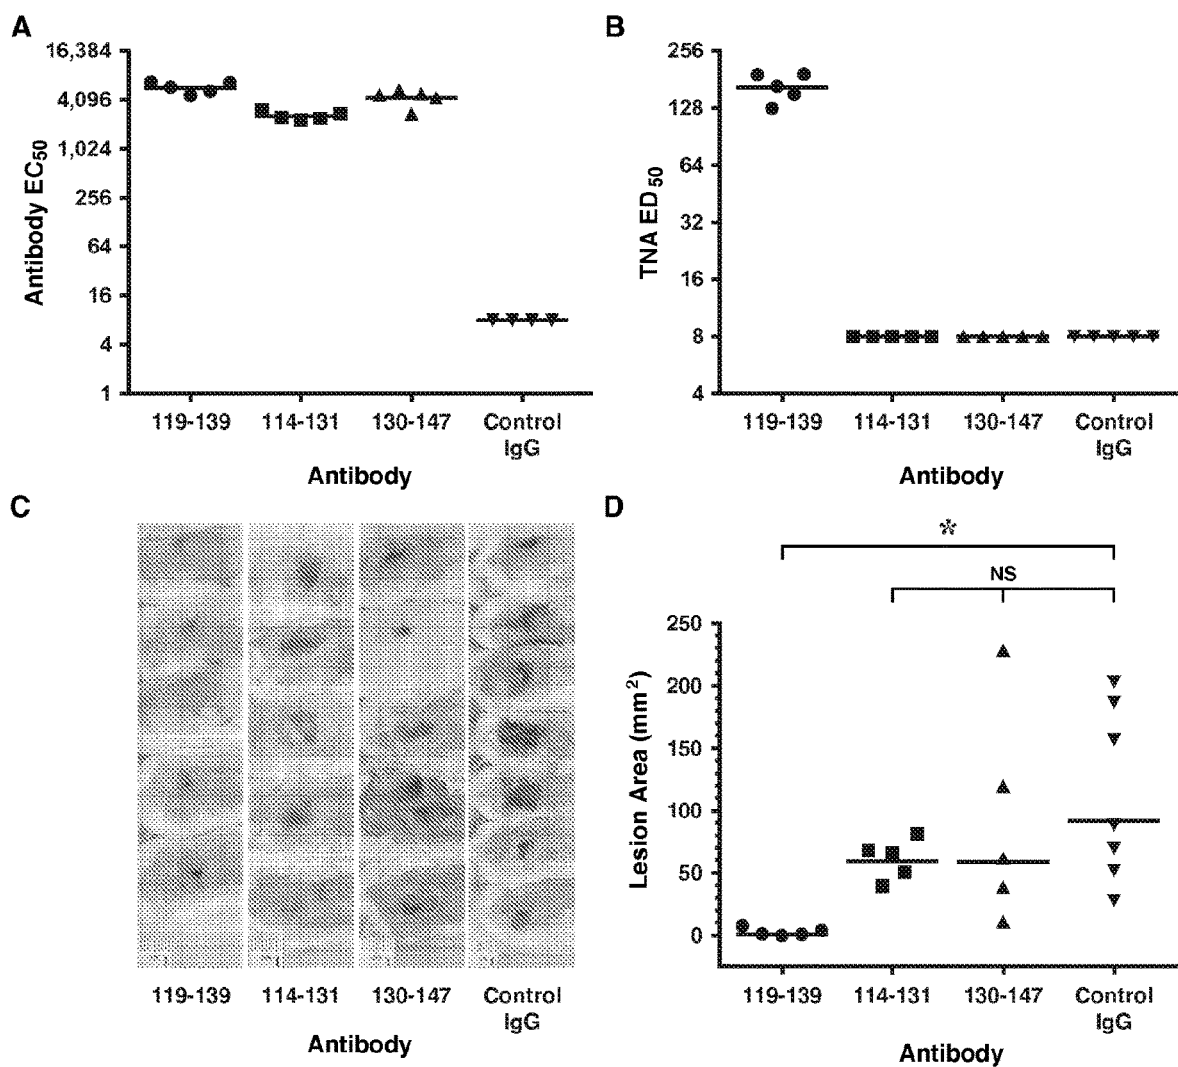 A
16,384
4,096
1,024
256
64
16
4
1
Antibody EC50
119-139 114-131 130-147 Control IgG
Antibody
B
256
128
64
32
16
8
4
TNA ED50
119-139 114-131 130-147 Control IgG
Antibody
C
119-139 114-131 130-147 Control IgG
Antibody
D
*
NS
250
200
150
100
50
0
Lesion Area (mm2)
119-139 114-131 130-147 Control IgG
Antibody